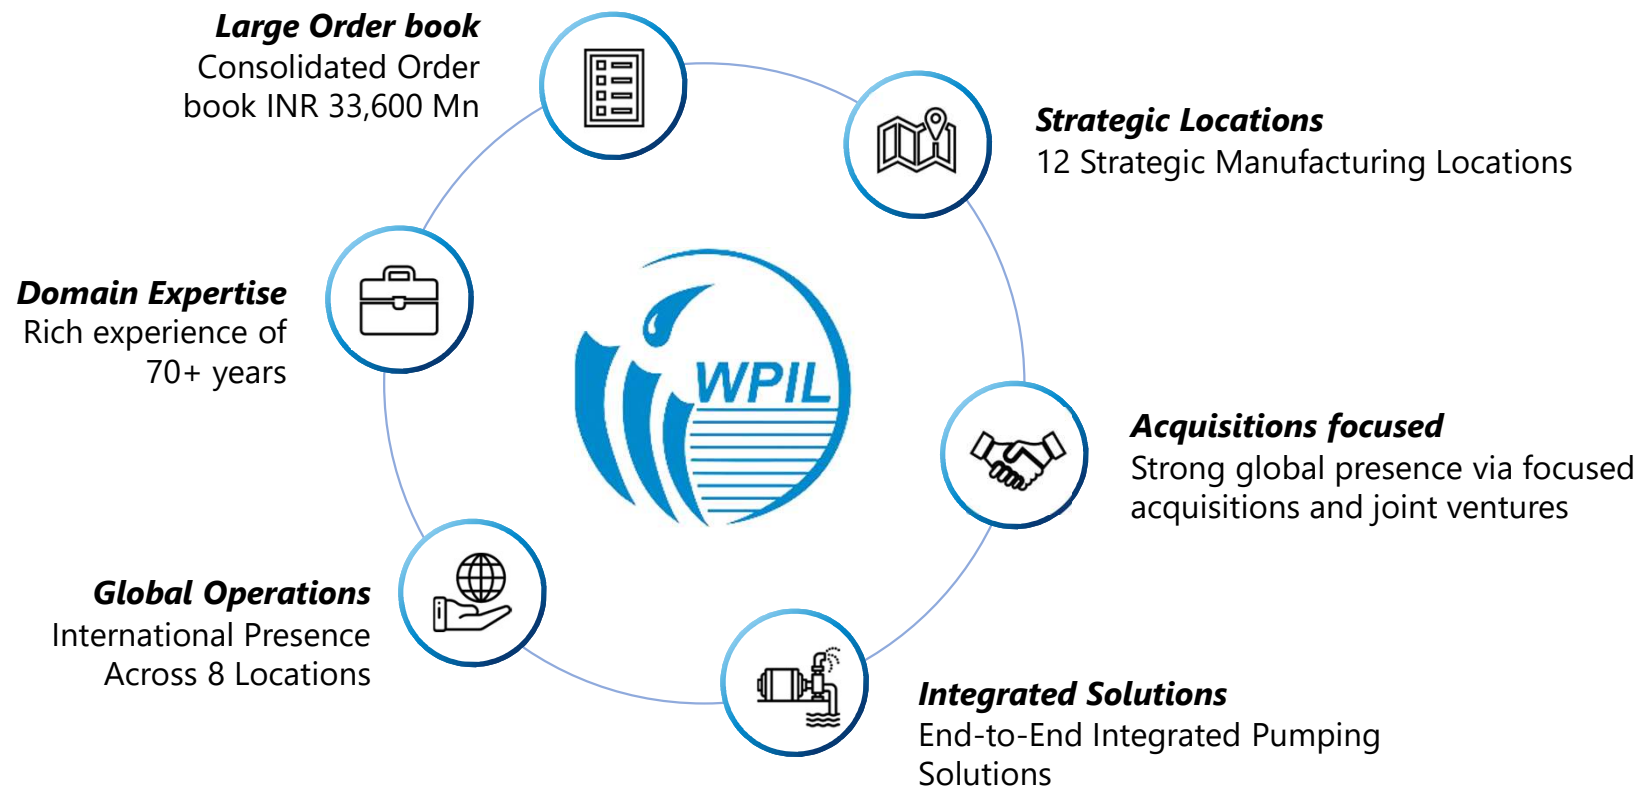 Large Order book
Consolidated Order
book INR 33,600 Mn
Strategic Locations
12 Strategic Manufacturing Locations
Domain Expertise
Rich experience of
70+ years
WPIL
Acquisitions focused
Strong global presence via focused
acquisitions and joint ventures
Global Operations
International Presence
Across 8 Locations
Integrated Solutions
End-to-End Integrated Pumping
Solutions